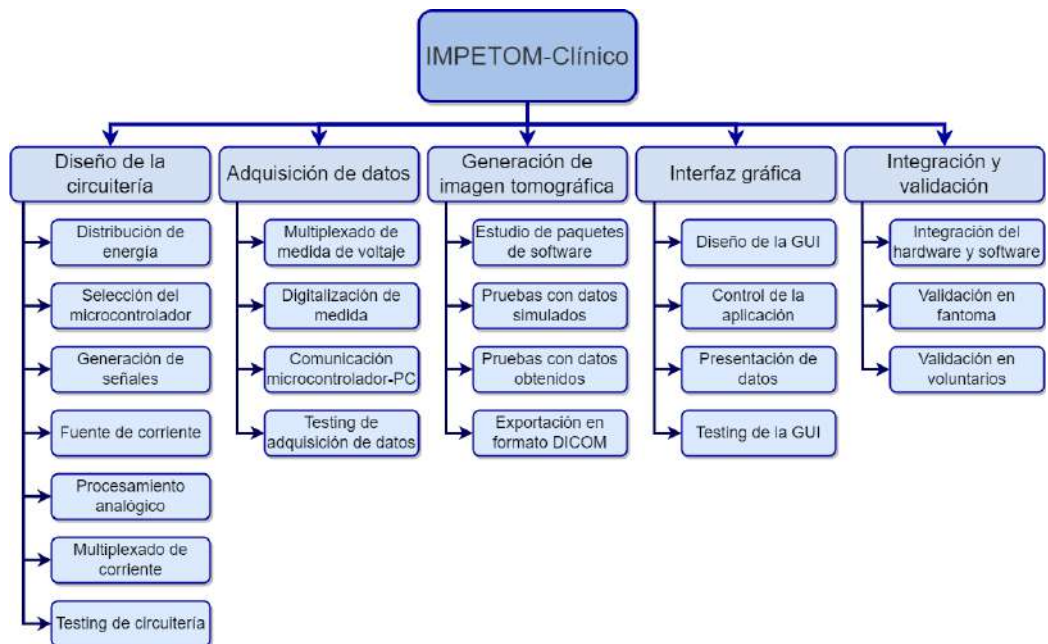 IMPETOM-Clínico
Diseño de la
circuitería
Distribución de
energía
Selección del
microcontrolador
Generación de
señales
Fuente de corriente
Procesamiento
analógico
Multiplexado de
corriente
Testing de circuitería
Adquisición de datos
Multiplexado de
medida de voltaje
Digitalización de
medida
Comunicación
microcontrolador-PC
Testing de
adquisición de datos
Generación de
imagen tomográfica
Estudio de paquetes
de software
Pruebas con datos
simulados
Pruebas con datos
obtenidos
Exportación en
formato DICOM
Interfaz gráfica
Diseño de la GUI
Control de la
aplicación
Presentación de
datos
Testing de la GUI
Integración y
validación
Integración del
hardware y software
Validación en
fantoma
Validación en
voluntarios